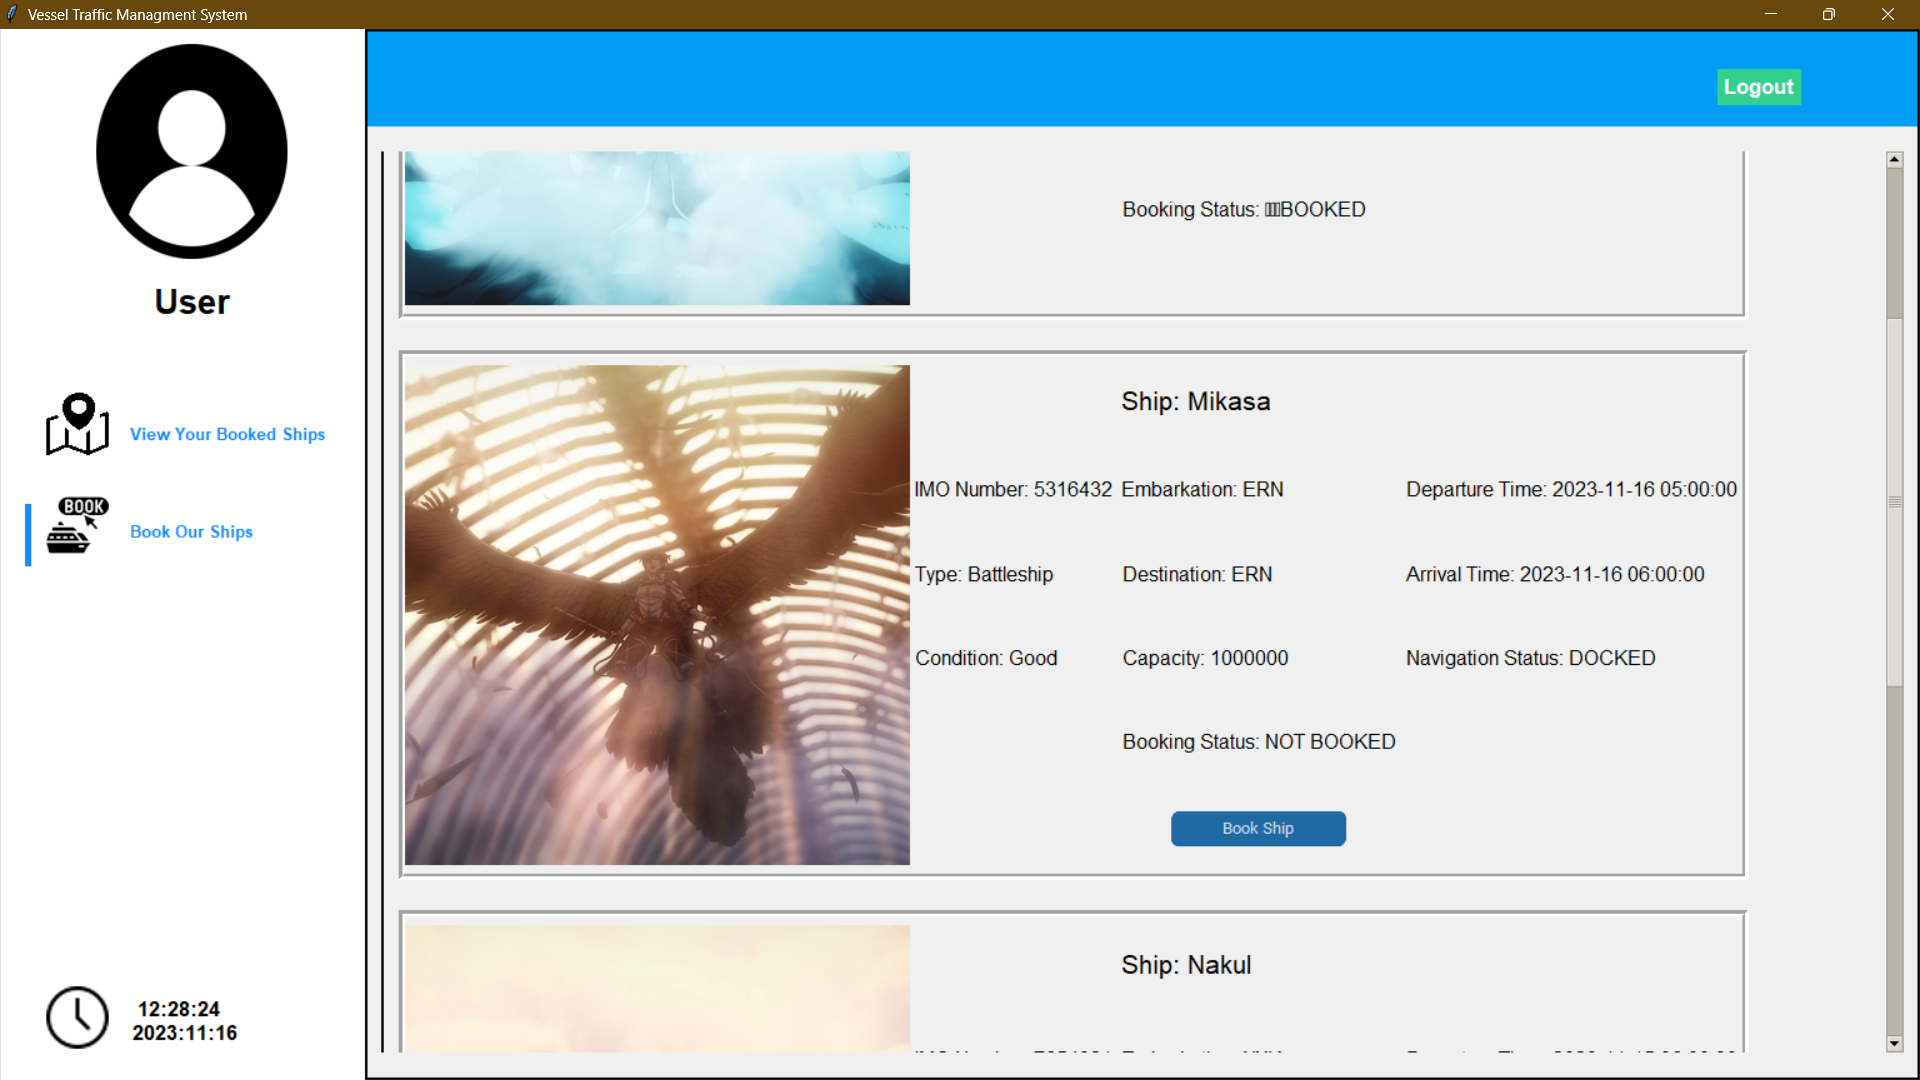 Vessel Traffic Managment System
Logout
User
View Your Booked Ships
BOOK
Book Our Ships
12:28:24
2023:11:16
Booking Status: BOOKED
Ship: Mikasa
IMO Number: 5316432 Embarkation: ERN Departure Time: 2023-11-16 05:00:00
Type: Battleship Destination: ERN Arrival Time: 2023-11-16 06:00:00
Condition: Good Capacity: 1000000 Navigation Status: DOCKED
Booking Status: NOT BOOKED
Book Ship
Ship: Nakul